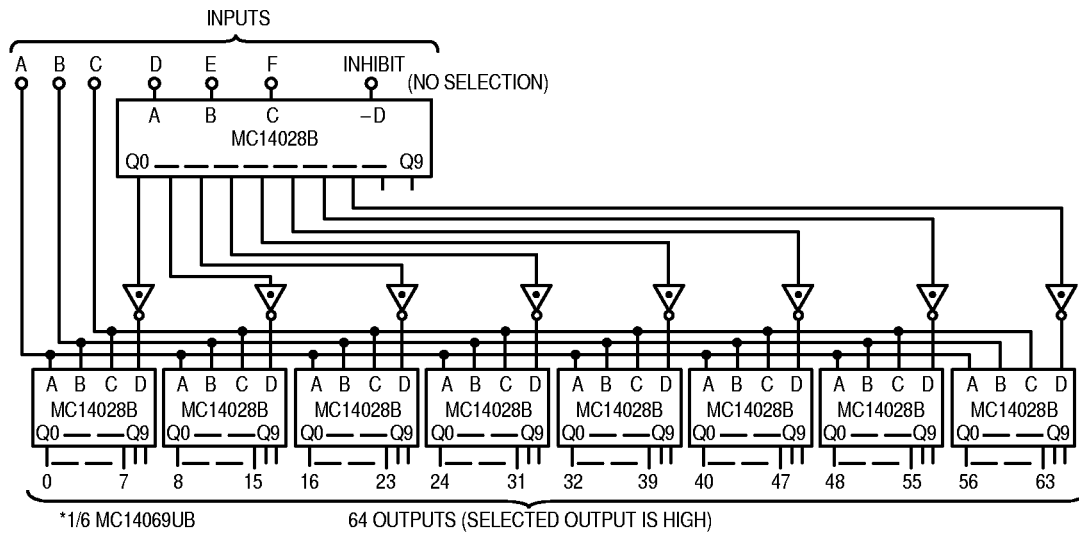 INPUTS
A B C D E F INHIBIT (NO SELECTION)
A B C –D
MC14028B
Q0 Q9
A B C D A B C D A B C D A B C D A B C D A B C D A B C D A B C D
MC14028B MC14028B MC14028B MC14028B MC14028B MC14028B MC14028B MC14028B
Q0 Q9 Q0 Q9 Q0 Q9 Q0 Q9 Q0 Q9 Q0 Q9 Q0 Q9 Q0 Q9
0 7 8 15 16 23 24 31 32 39 40 47 48 55 56 63
*1/6 MC14069UB 64 OUTPUTS (SELECTED OUTPUT IS HIGH)